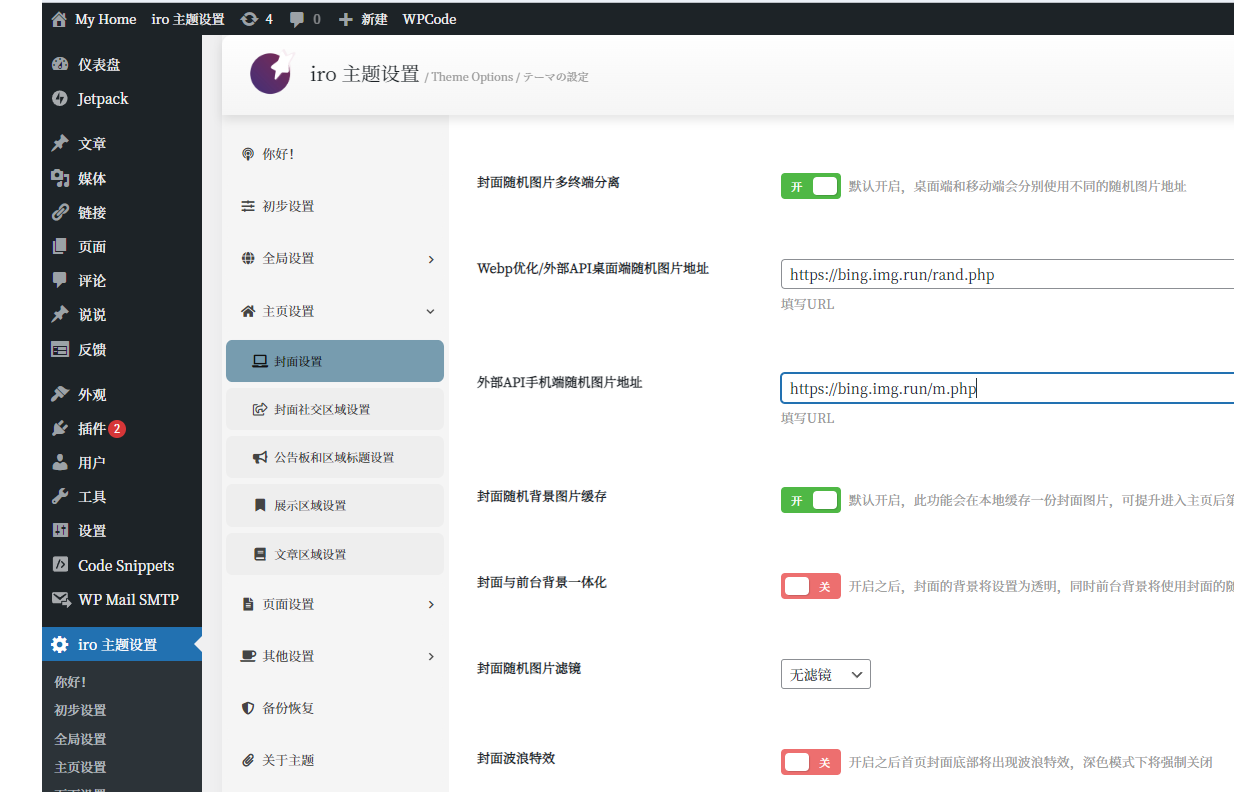 My Home iro 主题设置 4 0 新建 WPCode
仪表盘
Jetpack
文章
媒体
链接
页面
评论
说说
反馈
外观
插件 2
用户
工具
设置
Code Snippets
WP Mail SMTP
iro 主题设置
你好!
初步设置
全局设置
主页设置
iro 主题设置 / Theme Options / テーマの設定
你好!
初步设置
全局设置
主页设置
封面设置
封面社交区域设置
公告板和区域标题设置
展示区域设置
文章区域设置
页面设置
其他设置
备份恢复
关于主题
封面随机图片多终端分离
开 默认开启，桌面端和移动端会分别使用不同的随机图片地址
Webp优化/外部API桌面端随机图片地址
https://bing.img.run/rand.php
填写URL
外部API手机端随机图片地址
https://bing.img.run/m.php
填写URL
封面随机背景图片缓存
开 默认开启，此功能会在本地缓存一份封面图片，可提升进入主页后第
封面与前台背景一体化
关 开启之后，封面的背景将设置为透明，同时前台背景将使用封面的随
封面随机图片滤镜
无滤镜
封面波浪特效
关 开启之后首页封面底部将出现波浪特效，深色模式下将强制关闭